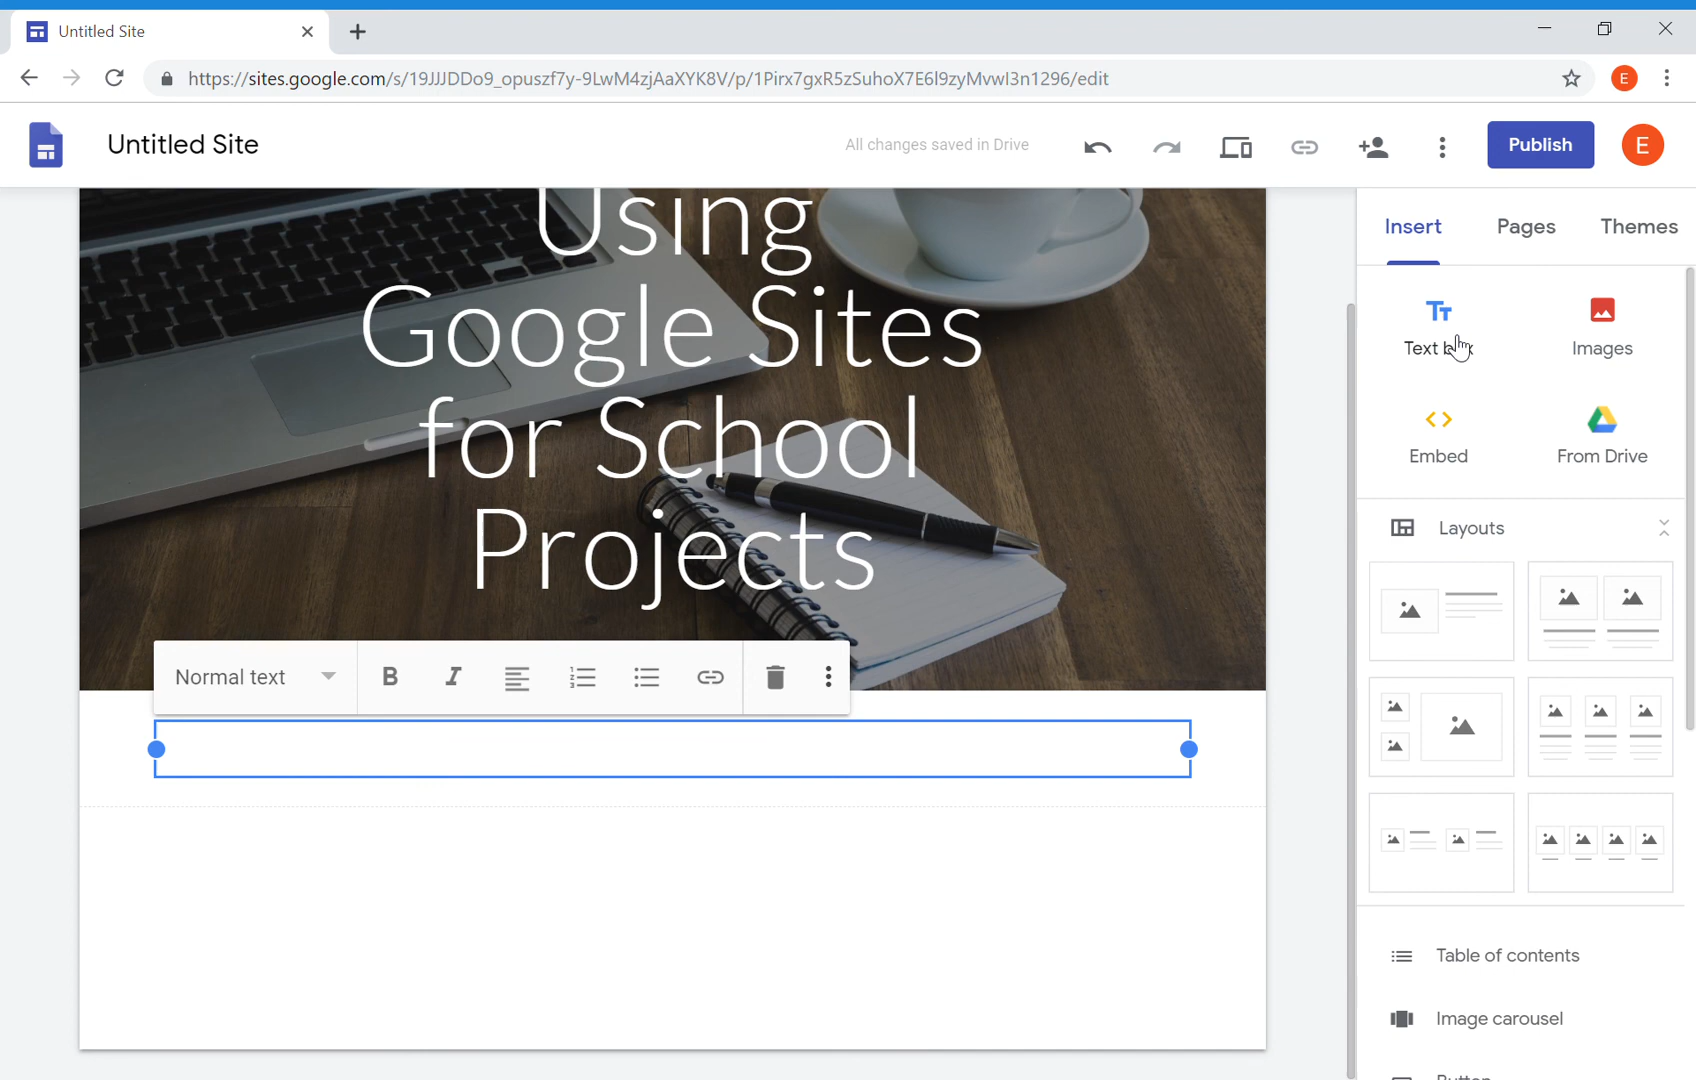 Untitled Site
https://sites.google.com/s/19JJJDDo9_opuszf7y-9LwM4zjAaXYK8V/p/1Pirx7gxR5zSuhoX7E6l9zyMvwl3n1296/edit
E
Untitled Site
All changes saved in Drive
Publish
E
Using
Google Sites
for School
Projects
Normal text
B
I
Insert
Pages
Themes
Text box
Images
Embed
From Drive
Layouts
Table of contents
Image carousel